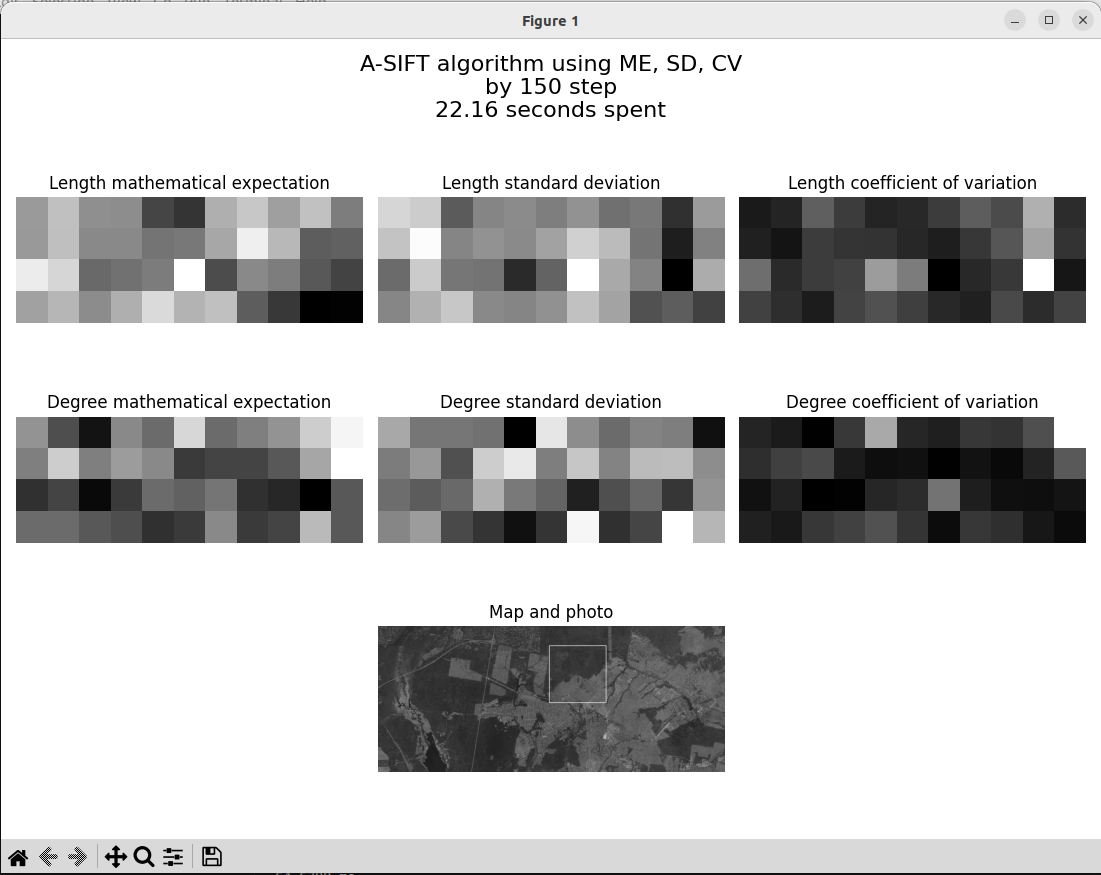 Figure 1
A-SIFT algorithm using ME, SD, CV
by 150 step
22.16 seconds spent
Length mathematical expectation
Length standard deviation
Length coefficient of variation
Degree mathematical expectation
Degree standard deviation
Degree coefficient of variation
Map and photo